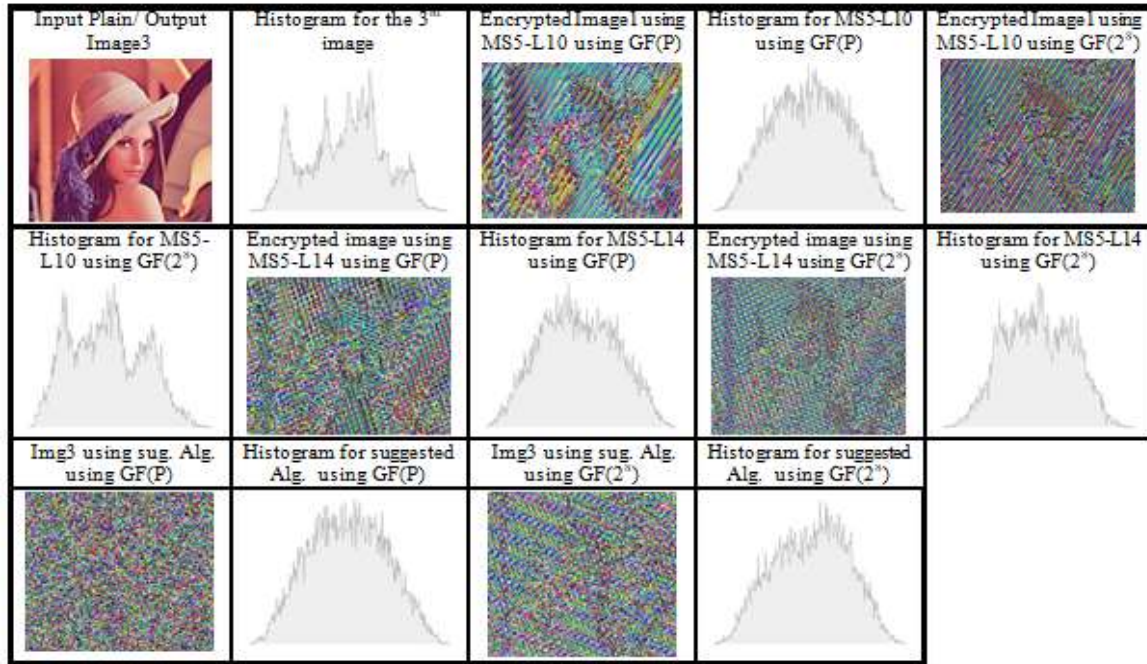 Input Plain/ Output
Image3
Histogram for the 3rd
image
Encrypted Image1 using
MS5-L10 using GF(P)
Histogram for MS5-L10
using GF(P)
Encrypted Image1 using
MS5-L10 using GF(2⁸)
Histogram for MS5-
L10 using GF(2⁸)
Encrypted image using
MS5-L14 using GF(P)
Histogram for MS5-L14
using GF(P)
Encrypted image using
MS5-L14 using GF(2⁸)
Histogram for MS5-L14
using GF(2⁸)
Img3 using sug. Alg.
using GF(P)
Histogram for suggested
Alg. using GF(P)
Img3 using sug. Alg.
using GF(2⁸)
Histogram for suggested
Alg. using GF(2⁸)